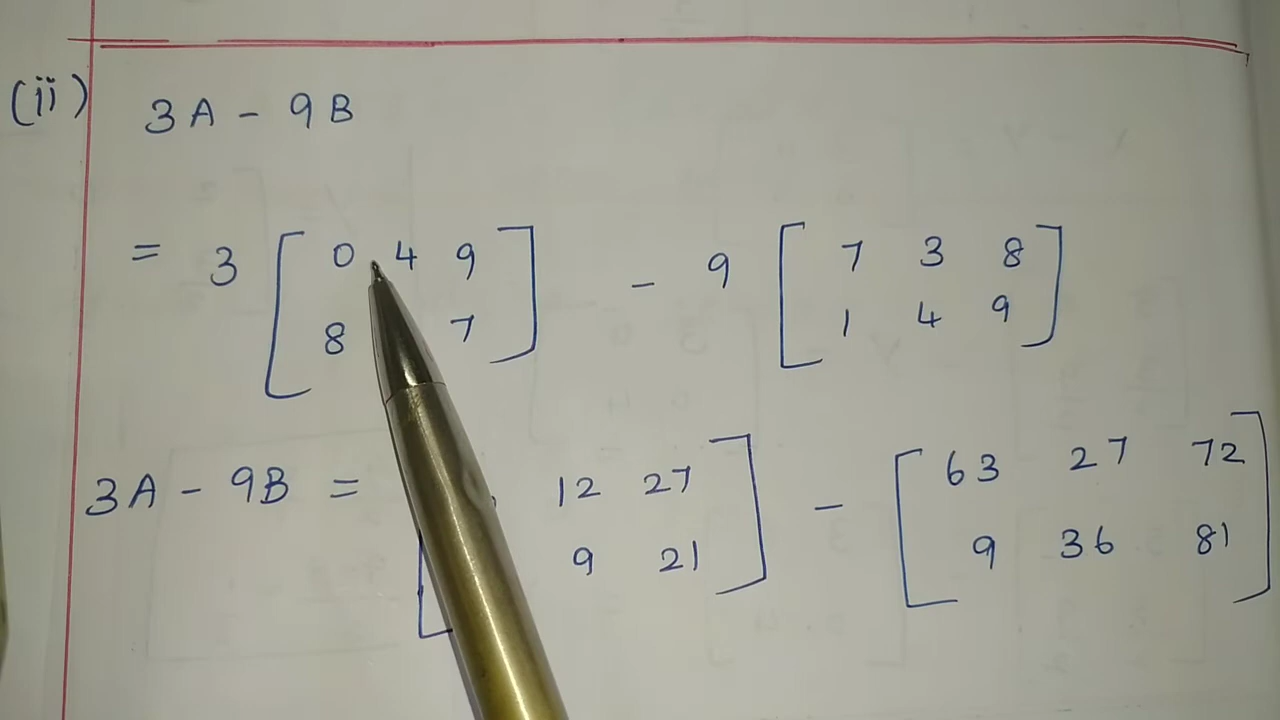 (ii) 3A - 9B
= 3 [ 0 4 9 ] - 9 [ 7 3 8 ]
8 7 1 4 9
3A - 9B = 12 27 ] - [ 63 27 72 ]
9 21 9 36 81